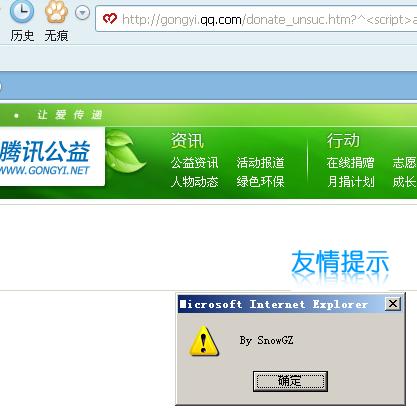 历史 无痕
http://gongyi.qq.com/donate_unsuc.htm?^<script>a
让爱传递
腾讯公益
WWW.GONGYI.NET
资讯 行动
公益资讯 活动报道 在线捐赠 志愿
人物动态 绿色环保 月捐计划 成长
友情提示
Microsoft Internet Explorer
By SnowGZ
确定